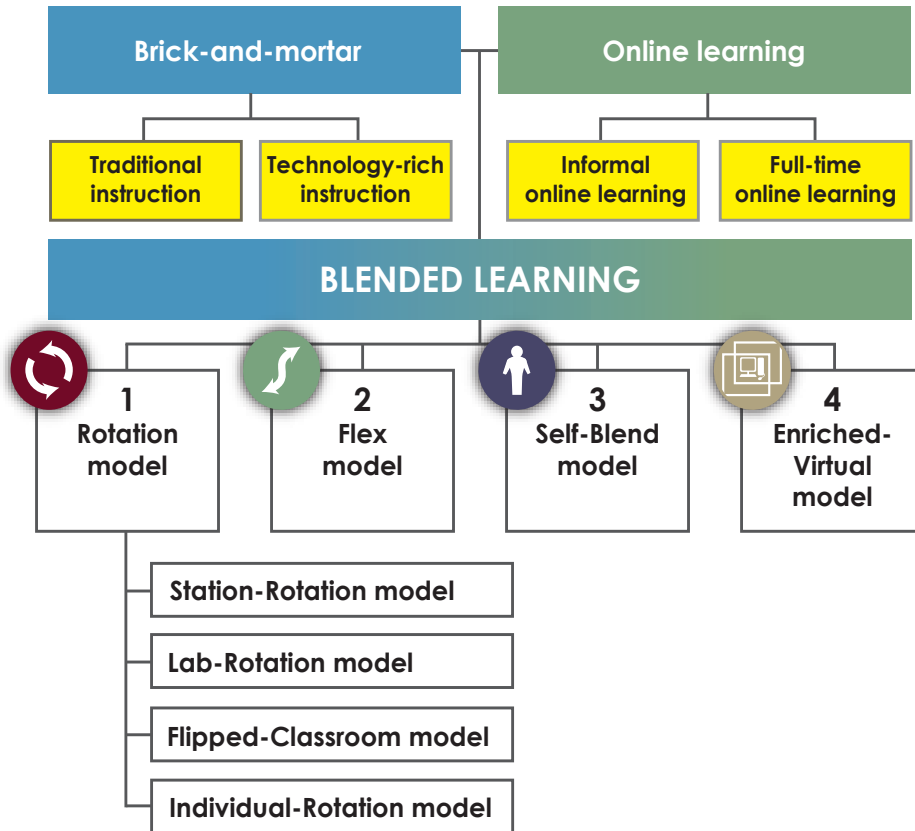 Brick-and-mortar
Online learning
Traditional
instruction
Technology-rich
instruction
Informal
online learning
Full-time
online learning
BLENDED LEARNING
1
Rotation
model
2
Flex
model
3
Self-Blend
model
4
Enriched-
Virtual
model
Station-Rotation model
Lab-Rotation model
Flipped-Classroom model
Individual-Rotation model